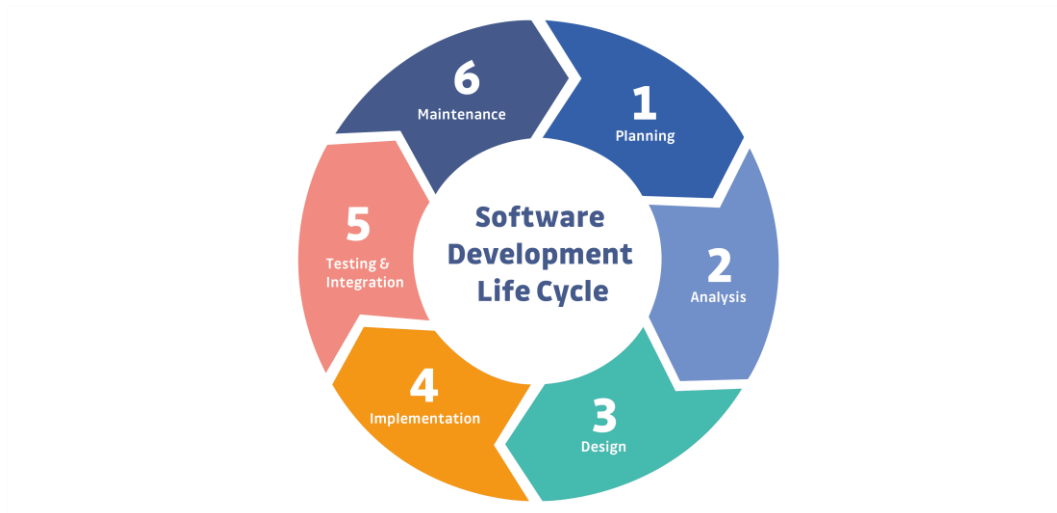 Software
Development
Life Cycle
1
Planning
2
Analysis
3
Design
4
Implementation
5
Testing &
Integration
6
Maintenance